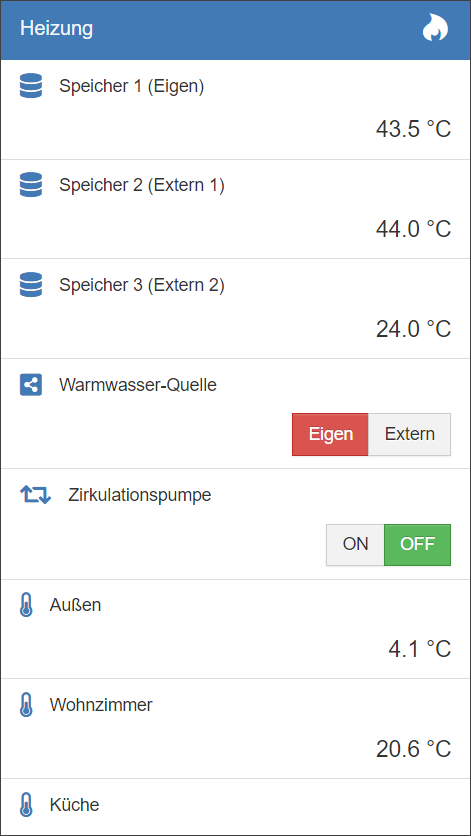 Heizung
Speicher 1 (Eigen)
43.5 °C
Speicher 2 (Extern 1)
44.0 °C
Speicher 3 (Extern 2)
24.0 °C
Warmwasser-Quelle
Eigen Extern
Zirkulationspumpe
ON OFF
Außen
4.1 °C
Wohnzimmer
20.6 °C
Küche